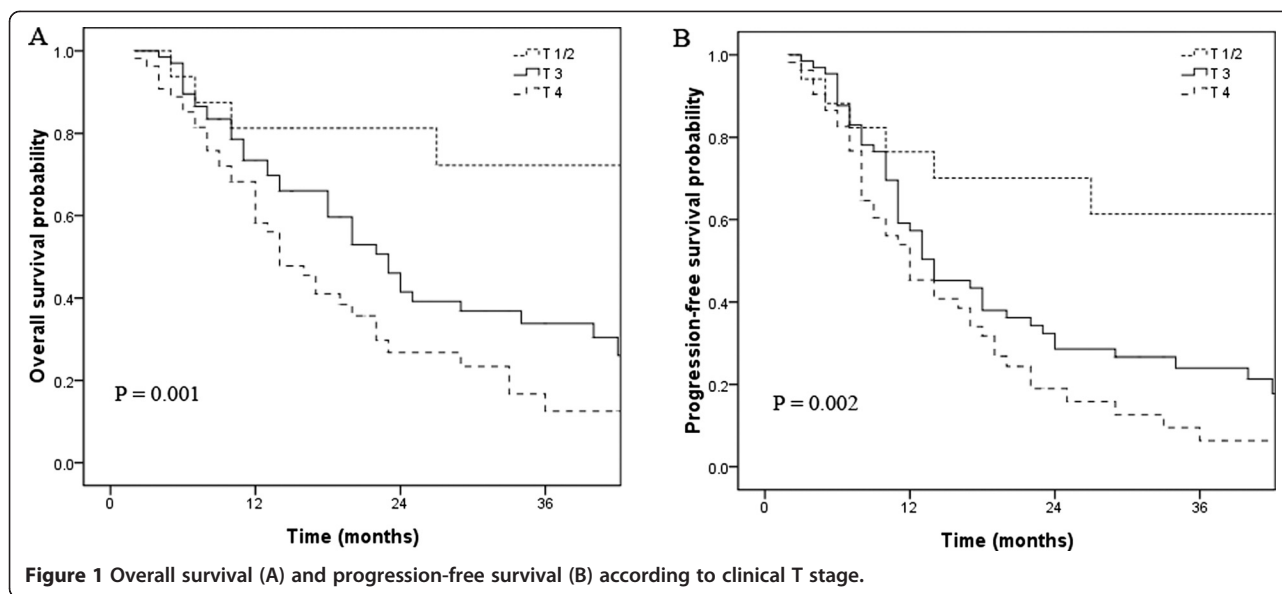 A
Overall survival probability
1.0
0.8
0.6
0.4
0.2
0.0
T 1/2
T 3
T 4
P = 0.001
0 12 24 36
Time (months)
B
Progression-free survival probability
1.0
0.8
0.6
0.4
0.2
0.0
T 1/2
T 3
T 4
P = 0.002
0 12 24 36
Time (months)
Figure 1 Overall survival (A) and progression-free survival (B) according to clinical T stage.